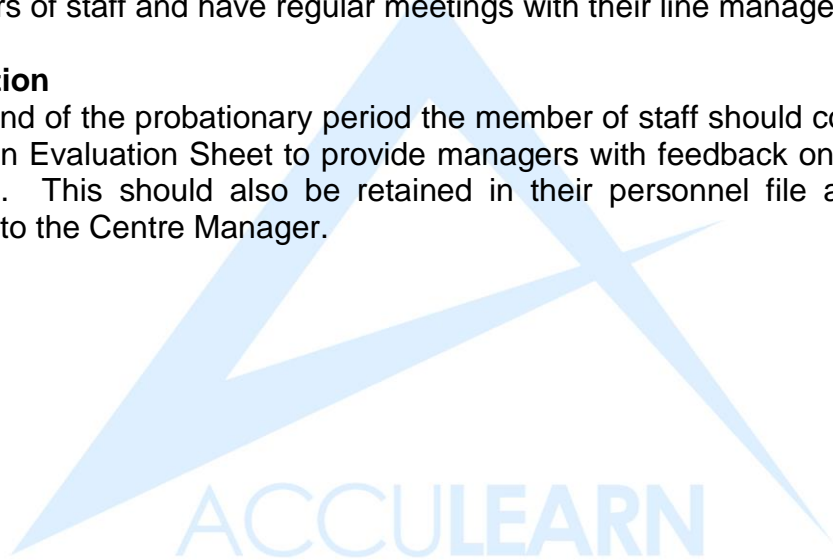 rs of staff and have regular meetings with their line manage
tion
nd of the probationary period the member of staff should co
n Evaluation Sheet to provide managers with feedback on
. This should also be retained in their personnel file a
to the Centre Manager.
ACCULEARN